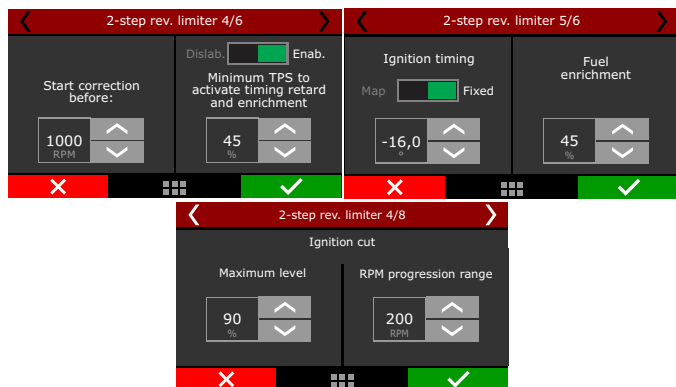 2-step rev. limiter 4/6
Dislab.
Enab.
Start correction
before:
Minimum TPS to
activate timing retard
and enrichment
1000
RPM
45
%
2-step rev. limiter 5/6
Ignition timing
Map
Fixed
Fuel
enrichment
-16,0
°
45
%
2-step rev. limiter 4/8
Ignition cut
Maximum level
RPM progression range
90
%
200
RPM